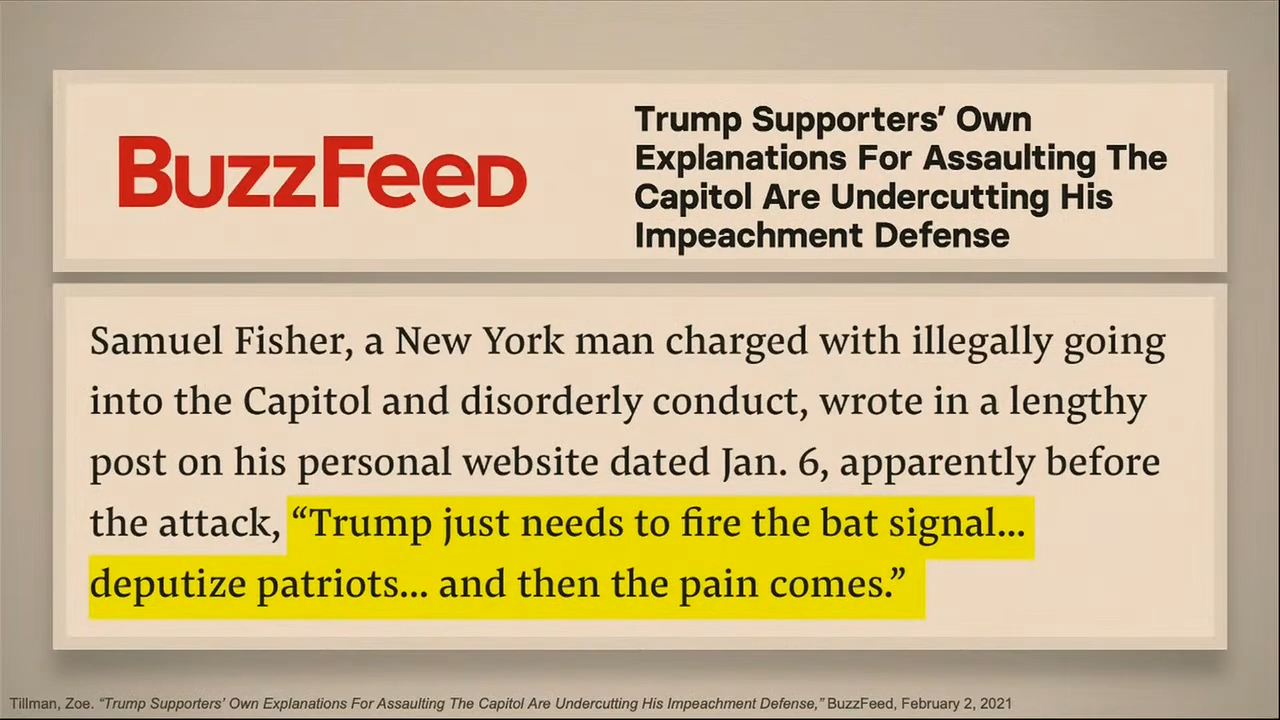 BuzzFeed
Trump Supporters’ Own
Explanations For Assaulting The
Capitol Are Undercutting His
Impeachment Defense
Samuel Fisher, a New York man charged with illegally going
into the Capitol and disorderly conduct, wrote in a lengthy
post on his personal website dated Jan. 6, apparently before
the attack, “Trump just needs to fire the bat signal...
deputize patriots... and then the pain comes.”
Tillman, Zoe. “Trump Supporters’ Own Explanations For Assaulting The Capitol Are Undercutting His Impeachment Defense,” BuzzFeed, February 2, 2021